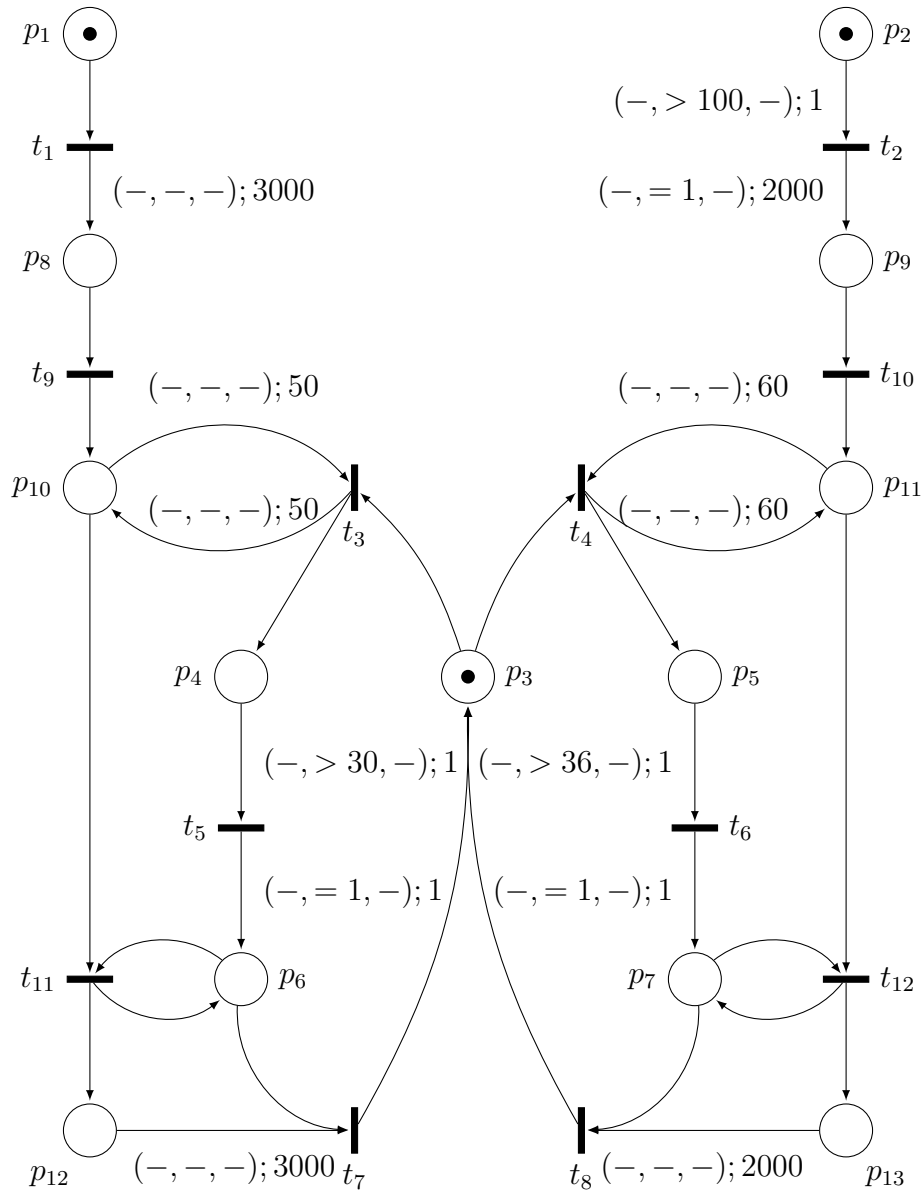 p1
p2
(−, > 100, −); 1
t1
t2
(−, −, −); 3000
(−, = 1, −); 2000
p8
p9
t9
(−, −, −); 50
(−, −, −); 60
t10
p10
(−, −, −); 50
(−, −, −); 60
p11
t3
t4
p4
p3
p5
(−, > 30, −); 1
(−, > 36, −); 1
t5
t6
(−, = 1, −); 1
(−, = 1, −); 1
t11
p6
p7
t12
p12
(−, −, −); 3000
t7
t8
(−, −, −); 2000
p13